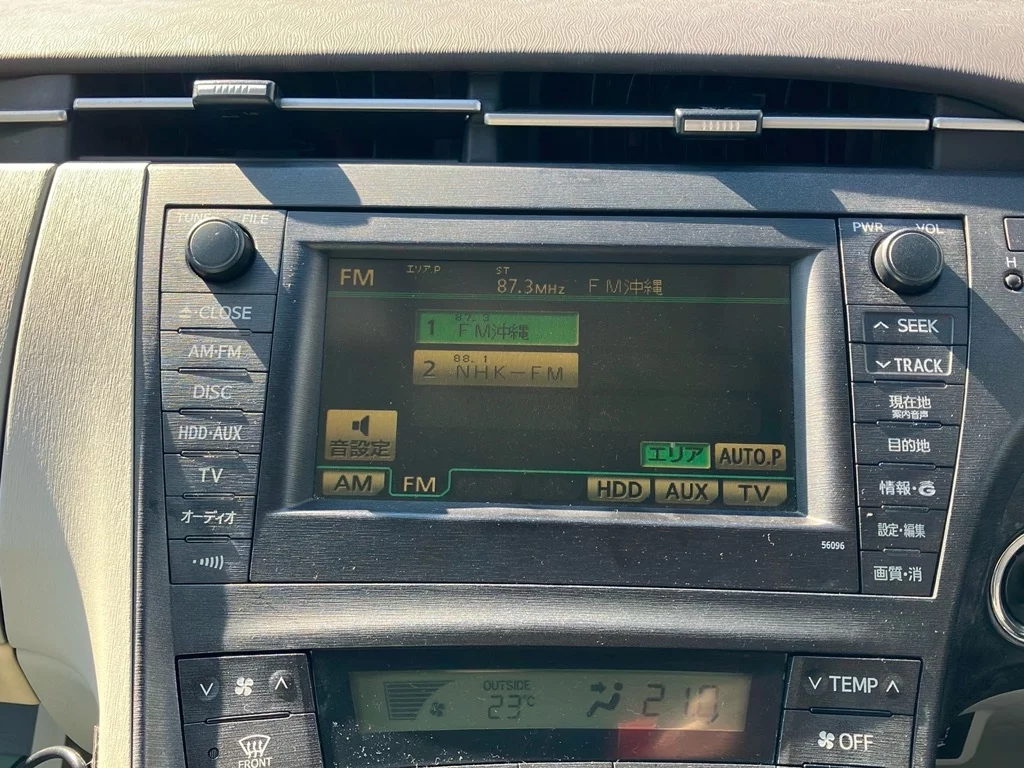 TUNE FILE
PWR VOL
CLOSE
AM·FM
DISC
HDD·AUX
TV
オーディオ
FM エリア.P ST 87.3MHz FM沖縄
1 87.3 FM沖縄
2 88.1 NHK-FM
音設定
エリア AUTO.P
AM FM HDD AUX TV
56096
SEEK
TRACK
現在地
案内音声
目的地
情報·G
設定·編集
画質·消
H
OUTSIDE
23℃
21.0
TEMP
OFF
FRONT